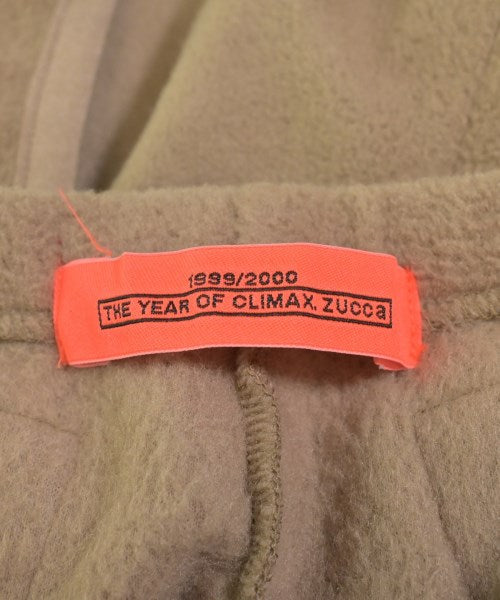 1999/2000
THE YEAR OF CLIMAX. ZUCCa